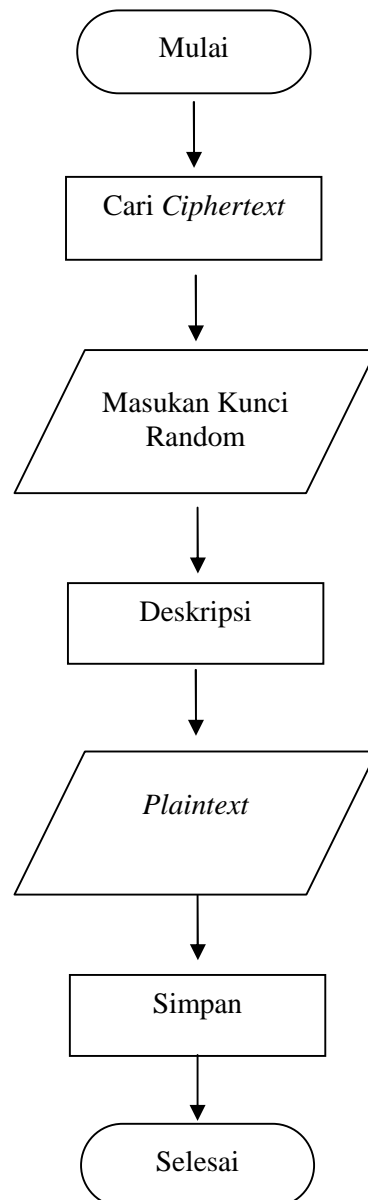 Mulai
Cari Ciphertext
Masukan Kunci
Random
Deskripsi
Plaintext
Simpan
Selesai